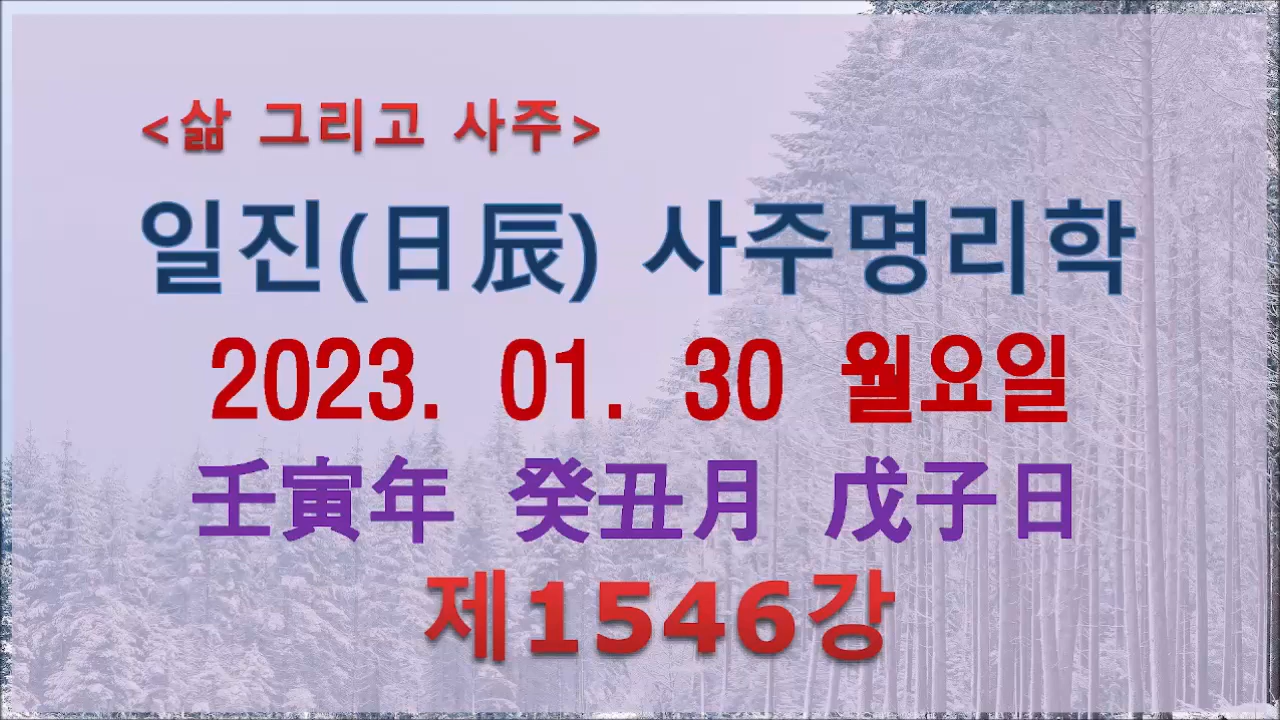 <삶 그리고 사주>
일진(日辰) 사주명리학
2023. 01. 30 월요일
壬寅年 癸丑月 戊子日
제1546강